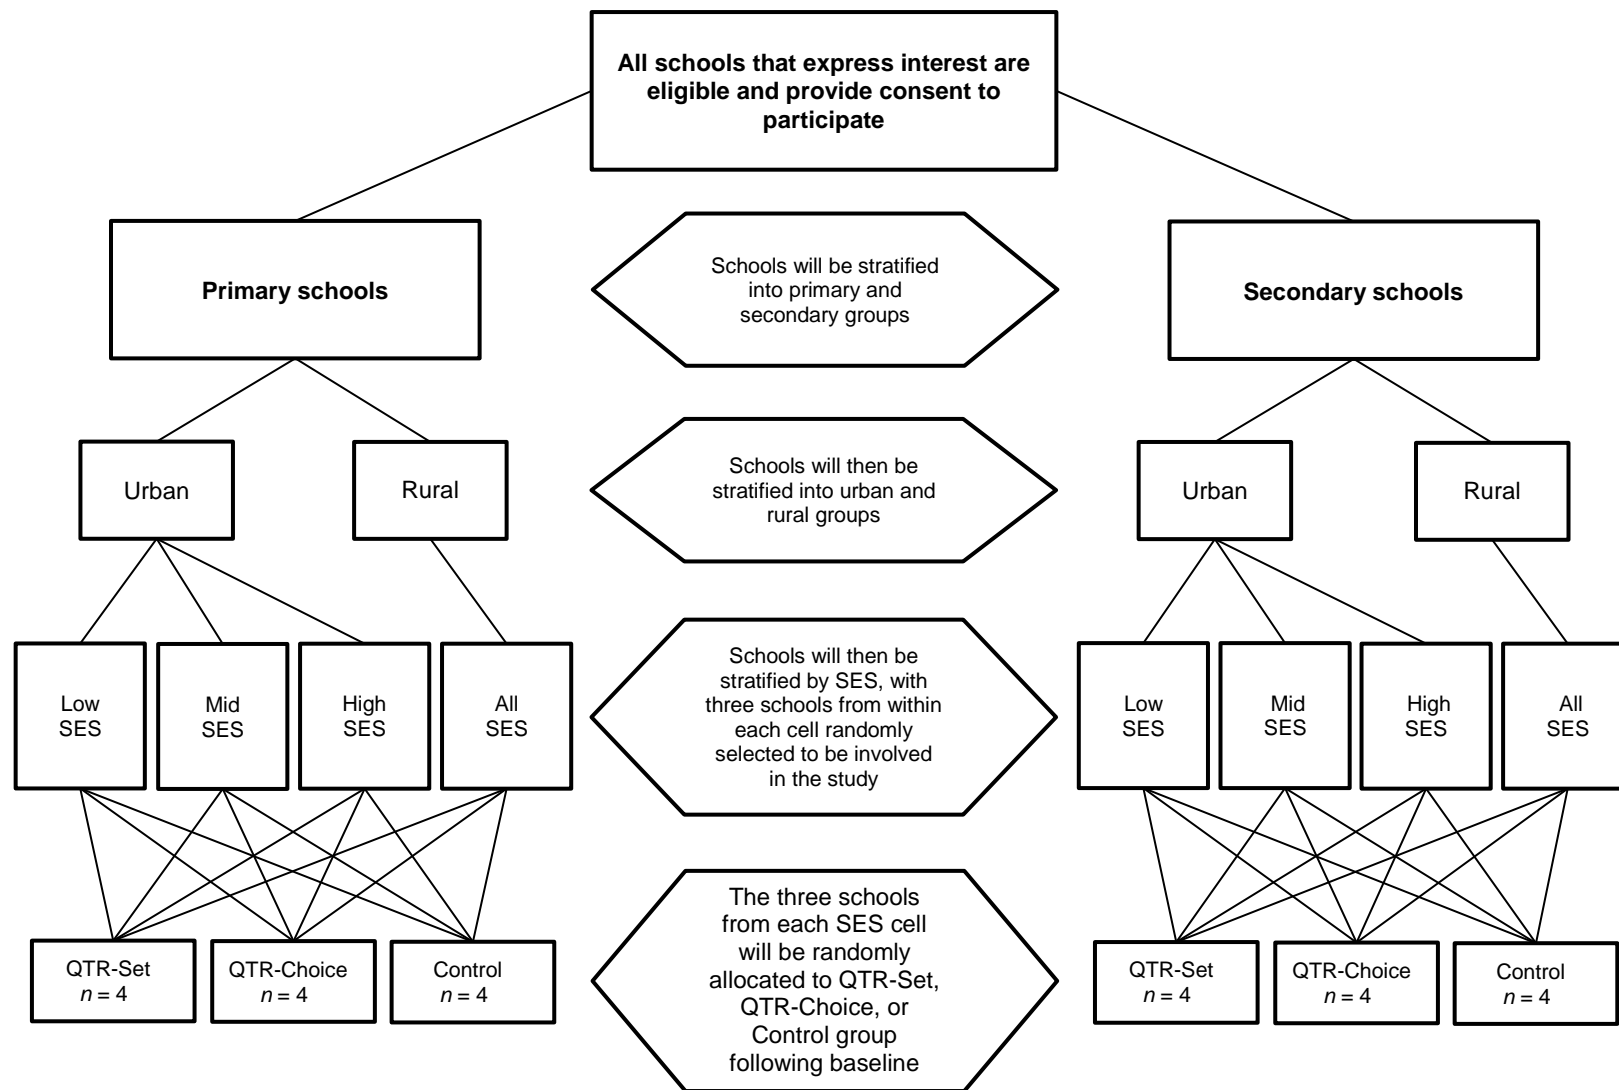 All schools that express interest are
eligible and provide consent to
participate
Primary schools
Schools will be stratified
into primary and
secondary groups
Secondary schools
Urban
Rural
Schools will then be
stratified into urban and
rural groups
Urban
Rural
Low
SES
Mid
SES
High
SES
All
SES
Schools will then be
stratified by SES, with
three schools from within
each cell randomly
selected to be involved
in the study
Low
SES
Mid
SES
High
SES
All
SES
QTR-Set
n = 4
QTR-Choice
n = 4
Control
n = 4
The three schools
from each SES cell
will be randomly
allocated to QTR-Set,
QTR-Choice, or
Control group
following baseline
QTR-Set
n = 4
QTR-Choice
n = 4
Control
n = 4